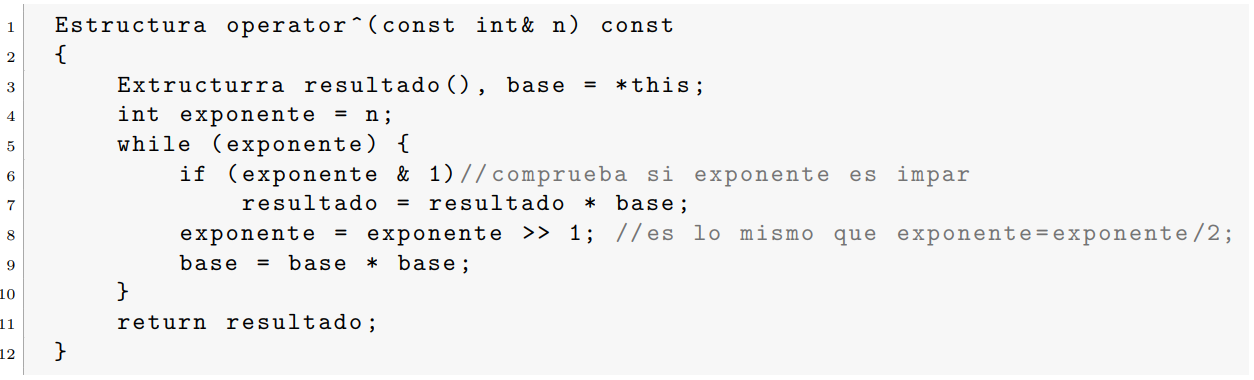 1 Estructura operator^(const int& n) const
2 {
3 Extructurra resultado(), base = *this;
4 int exponente = n;
5 while (exponente) {
6 if (exponente & 1)//comprueba si exponente es impar
7 resultado = resultado * base;
8 exponente = exponente >> 1; //es lo mismo que exponente=exponente/2;
9 base = base * base;
10 }
11 return resultado;
12 }